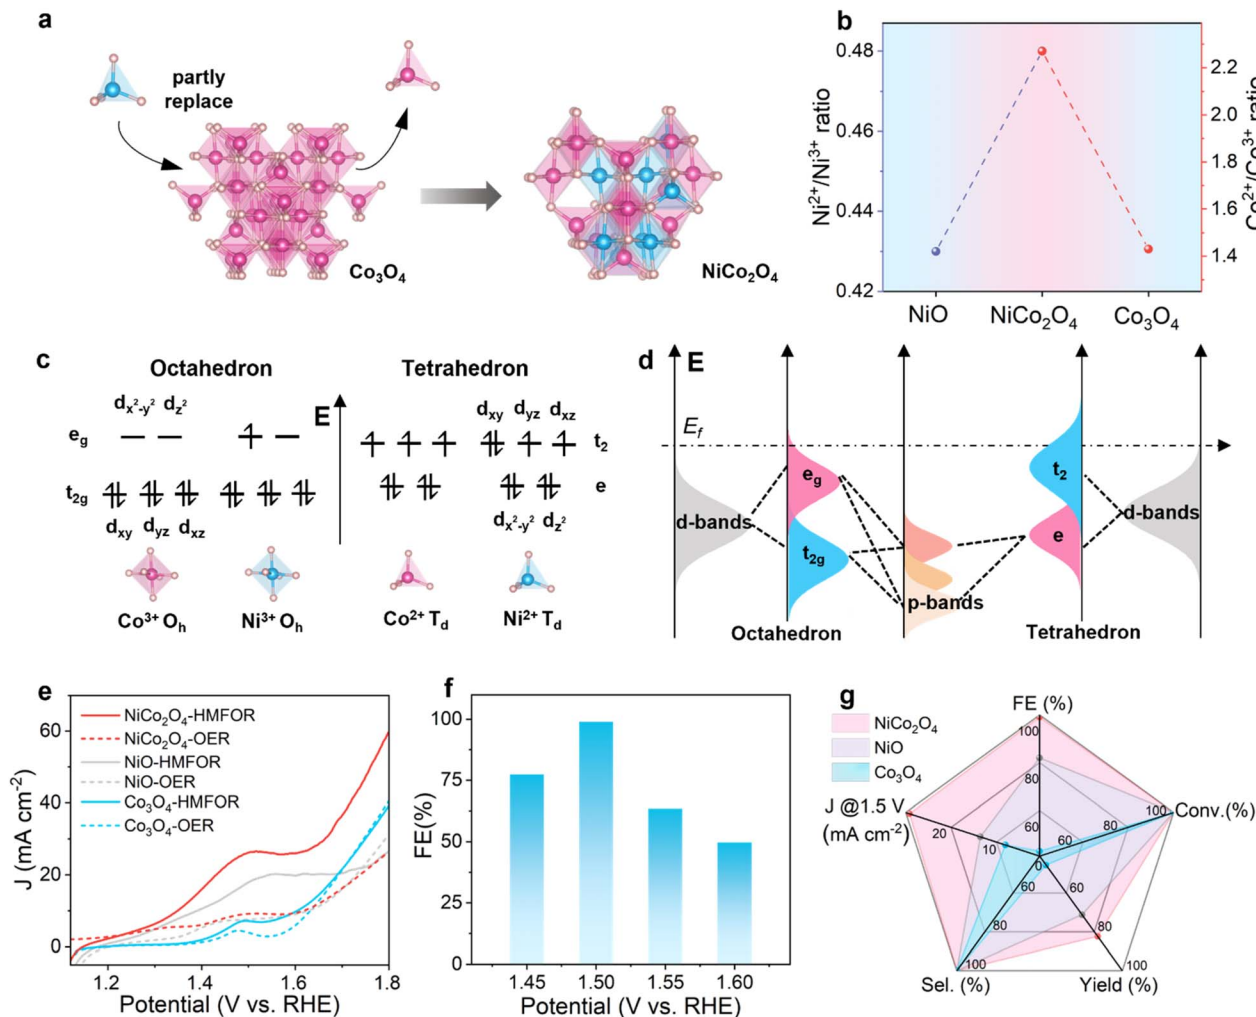 a
partly
replace
Co₃O₄
NiCo₂O₄
b
Ni²⁺/Ni³⁺ ratio
0.48
0.46
0.44
0.42
NiO
NiCo₂O₄
Co₃O₄
2.2
2.0
1.8
1.6
1.4
Co²⁺/Co³⁺ ratio
c
Octahedron
Tetrahedron
E
dx²-y² dz²
eg
t2g
dxy dyz dxz
dxy dyz dxz
t₂
e
dx²-y² dz²
Co³⁺ Oh
Ni³⁺ Oh
Co²⁺ Td
Ni²⁺ Td
d
E
Ef
d-bands
eg
t2g
p-bands
t₂
e
d-bands
Octahedron
Tetrahedron
e
J (mA cm⁻²)
60
40
20
0
NiCo₂O₄-HMFOR
NiCo₂O₄-OER
NiO-HMFOR
NiO-OER
Co₃O₄-HMFOR
Co₃O₄-OER
1.2 1.4 1.6 1.8
Potential (V vs. RHE)
f
FE(%)
100
75
50
25
0
1.45 1.50 1.55 1.60
Potential (V vs. RHE)
g
NiCo₂O₄
NiO
Co₃O₄
FE (%)
100
80
60
Conv.(%)
100
80
60
Yield (%)
100
80
60
Sel. (%)
100
80
60
J @1.5 V
(mA cm⁻²)
20
10
0